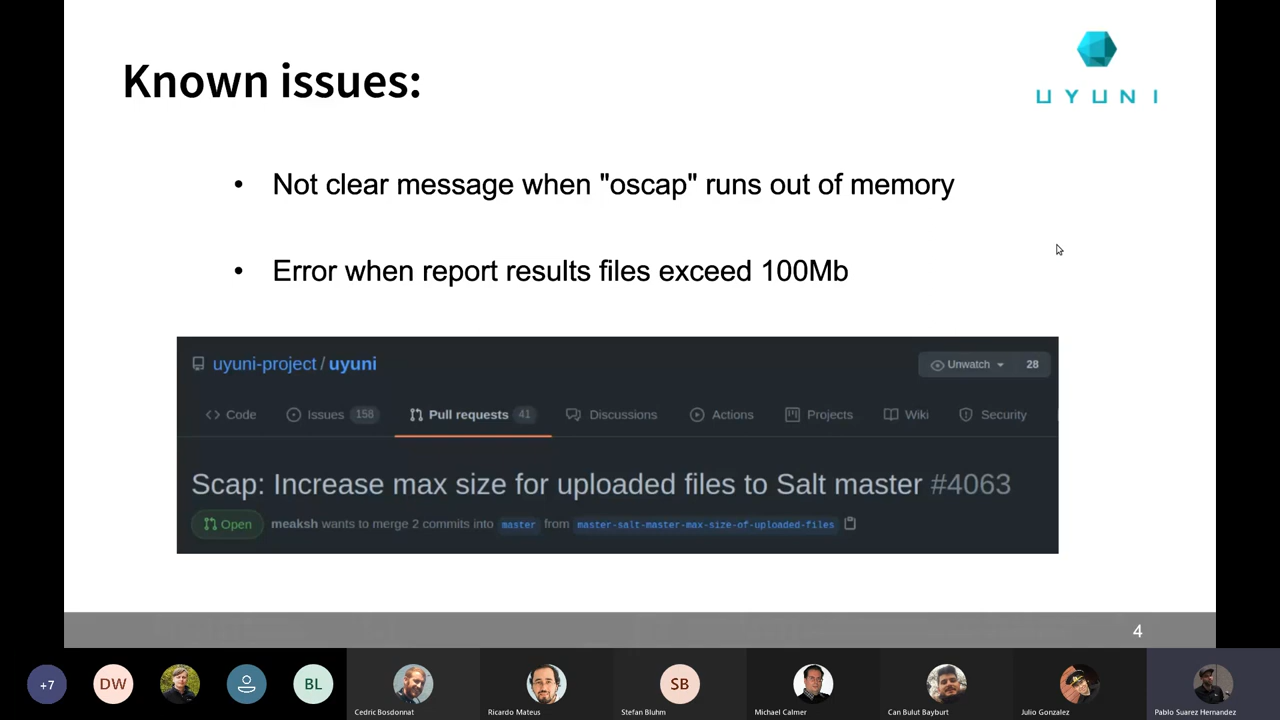 Known issues:
UYUNI
• Not clear message when "oscap" runs out of memory
• Error when report results files exceed 100Mb
uyuni-project / uyuni
Unwatch 28
Code Issues 158 Pull requests 41 Discussions Actions Projects Wiki Security
Scap: Increase max size for uploaded files to Salt master #4063
Open meaksh wants to merge 2 commits into master from master-salt-master-max-size-of-uploaded-files
4
+7 DW BL SB
Cedric Bosdonnat Ricardo Mateus Stefan Bluhm Michael Calmer Can Bulut Bayburt Julio Gonzalez Pablo Suarez Hernandez